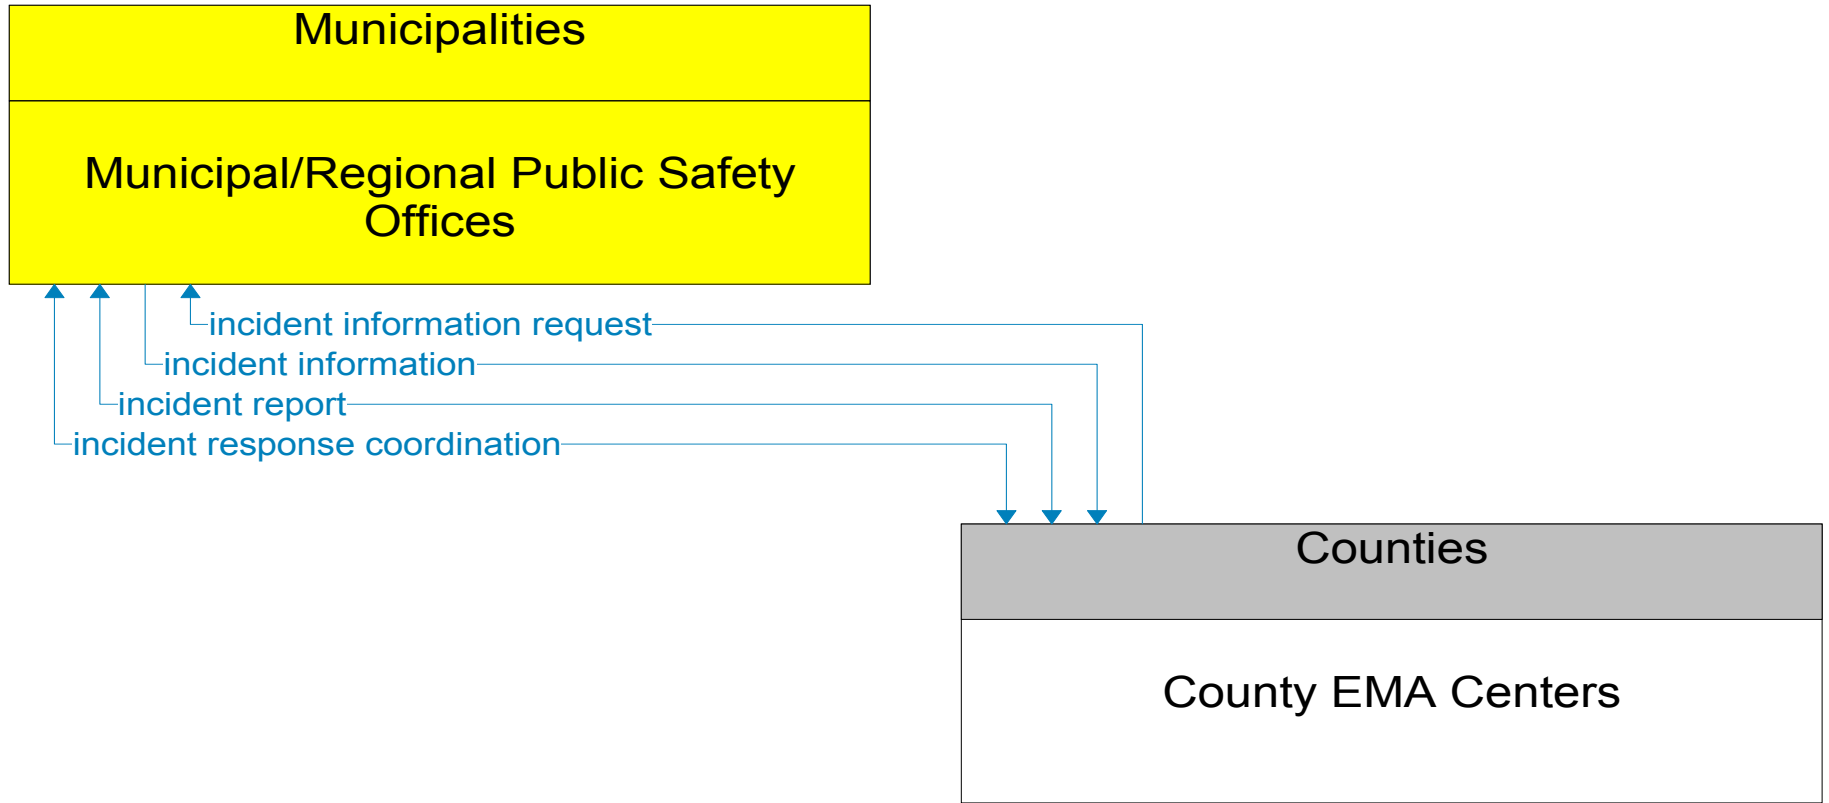 Municipalities
Municipal/Regional Public Safety
Offices
incident information request
incident information
incident report
incident response coordination
Counties
County EMA Centers